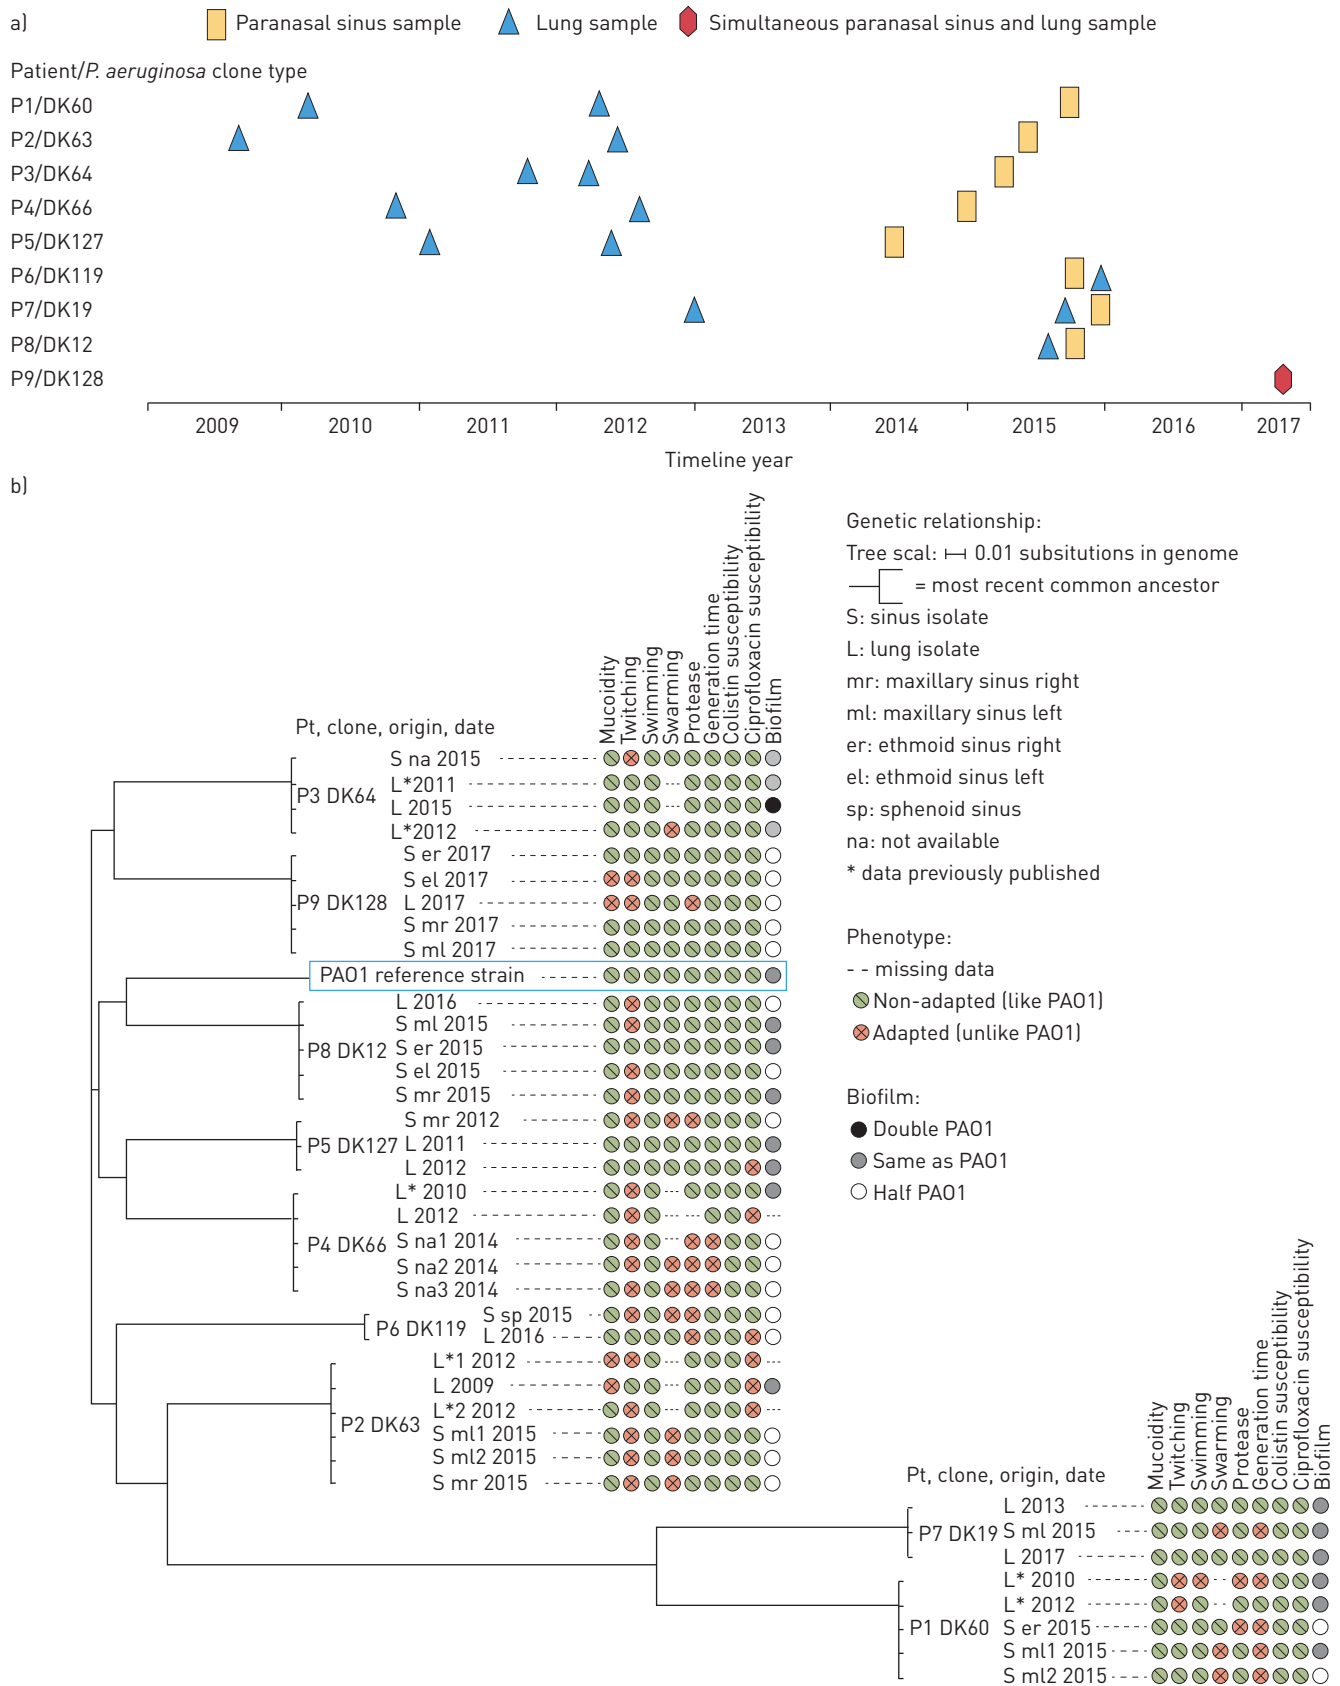 a)
Paranasal sinus sample
Lung sample
Simultaneous paranasal sinus and lung sample
Patient/P. aeruginosa clone type
P1/DK60
P2/DK63
P3/DK64
P4/DK66
P5/DK127
P6/DK119
P7/DK19
P8/DK12
P9/DK128
2009 2010 2011 2012 2013 2014 2015 2016 2017
Timeline year
b)
Mucoidity
Twitching
Swimming
Swarming
Protease
Generation time
Colistin susceptibility
Ciprofloxacin susceptibility
Biofilm
Pt, clone, origin, date
P3 DK64
S na 2015
L*2011
L 2015
L*2012
P9 DK128
S er 2017
S el 2017
L 2017
S mr 2017
S ml 2017
PA01 reference strain
P8 DK12
L 2016
S ml 2015
S er 2015
S el 2015
S mr 2015
P5 DK127
S mr 2012
L 2011
L 2012
P4 DK66
L* 2010
L 2012
S na1 2014
S na2 2014
S na3 2014
P6 DK119
S sp 2015
L 2016
P2 DK63
L*1 2012
L 2009
L*2 2012
S ml1 2015
S ml2 2015
S mr 2015
Genetic relationship:
Tree scal: 0.01 subsitutions in genome
= most recent common ancestor
S: sinus isolate
L: lung isolate
mr: maxillary sinus right
ml: maxillary sinus left
er: ethmoid sinus right
el: ethmoid sinus left
sp: sphenoid sinus
na: not available
* data previously published
Phenotype:
- - missing data
Non-adapted (like PA01)
Adapted (unlike PA01)
Biofilm:
Double PA01
Same as PA01
Half PA01
Mucoidity
Twitching
Swimming
Swarming
Protease
Generation time
Colistin susceptibility
Ciprofloxacin susceptibility
Biofilm
Pt, clone, origin, date
P7 DK19
L 2013
S ml 2015
L 2017
P1 DK60
L* 2010
L* 2012
S er 2015
S ml1 2015
S ml2 2015